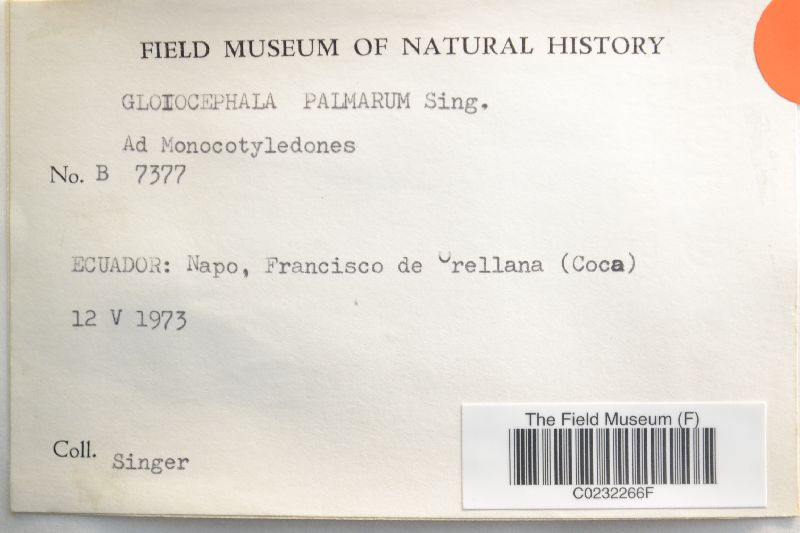 FIELD MUSEUM OF NATURAL HISTORY
GLOIOCEPHALA PALMARUM Sing.
Ad Monocotyledones
No. B 7377
ECUADOR: Napo, Francisco de Orellana (Coca)
12 V 1973
Coll. Singer
The Field Museum (F)
C0232266F